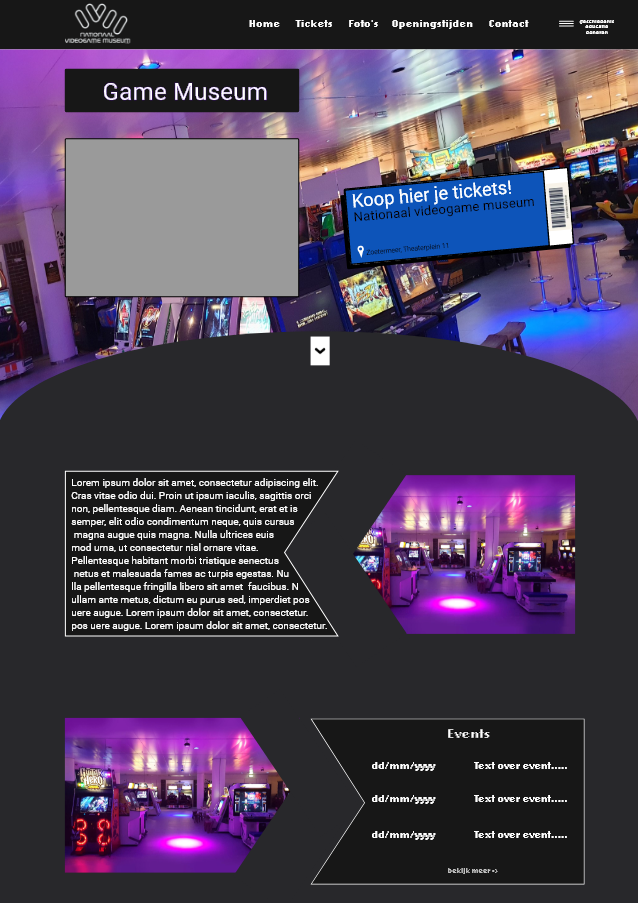 NATIONAAL
VIDEOGAME MUSEUM
Home Tickets Foto's Openingstijden Contact
Game Museum
Koop hier je tickets!
Nationaal videogame museum
Zoetermeer, Theaterplein 11
Lorem ipsum dolor sit amet, consectetur adipiscing elit.
Cras vitae odio dui. Proin ut ipsum iaculis, sagittis orci
non, pellentesque diam. Aenean tincidunt, erat et is
semper, elit odio condimentum neque, quis cursus
magna augue quis magna. Nulla ultrices euis
mod urna, ut consectetur nisl ornare vitae.
Pellentesque habitant morbi tristique senectus
netus et malesuada fames ac turpis egestas. Nu
lla pellentesque fringilla libero sit amet faucibus. N
ullam ante metus, dictum eu purus sed, imperdiet pos
uere augue. Lorem ipsum dolor sit amet, consectetur.
pos uere augue. Lorem ipsum dolor sit amet, consectetur.
HERO
Events
dd/mm/yyyy Text over event.....
dd/mm/yyyy Text over event.....
dd/mm/yyyy Text over event.....
bekijk meer ->